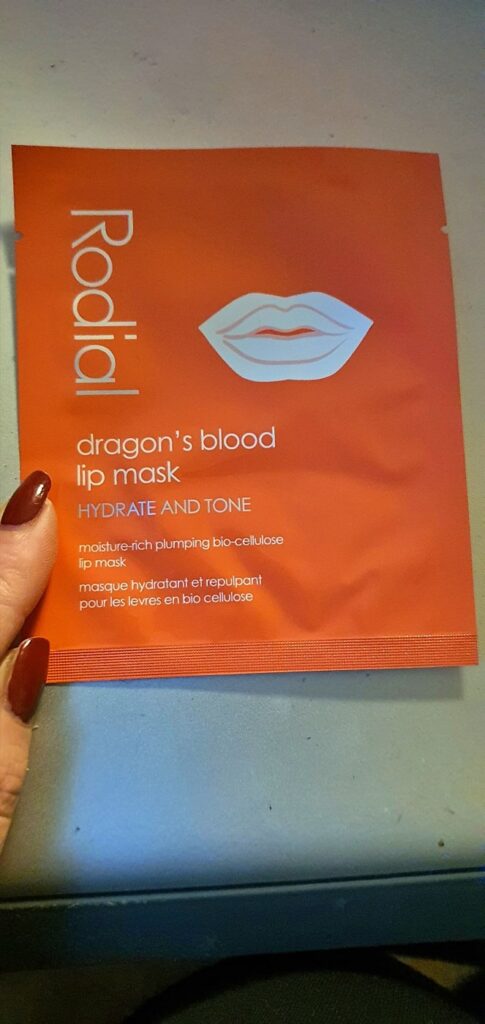 Rodial
dragon's blood
lip mask
HYDRATE AND TONE
moisture-rich plumping bio-cellulose
lip mask
masque hydratant et repulpant
pour les levres en bio cellulose